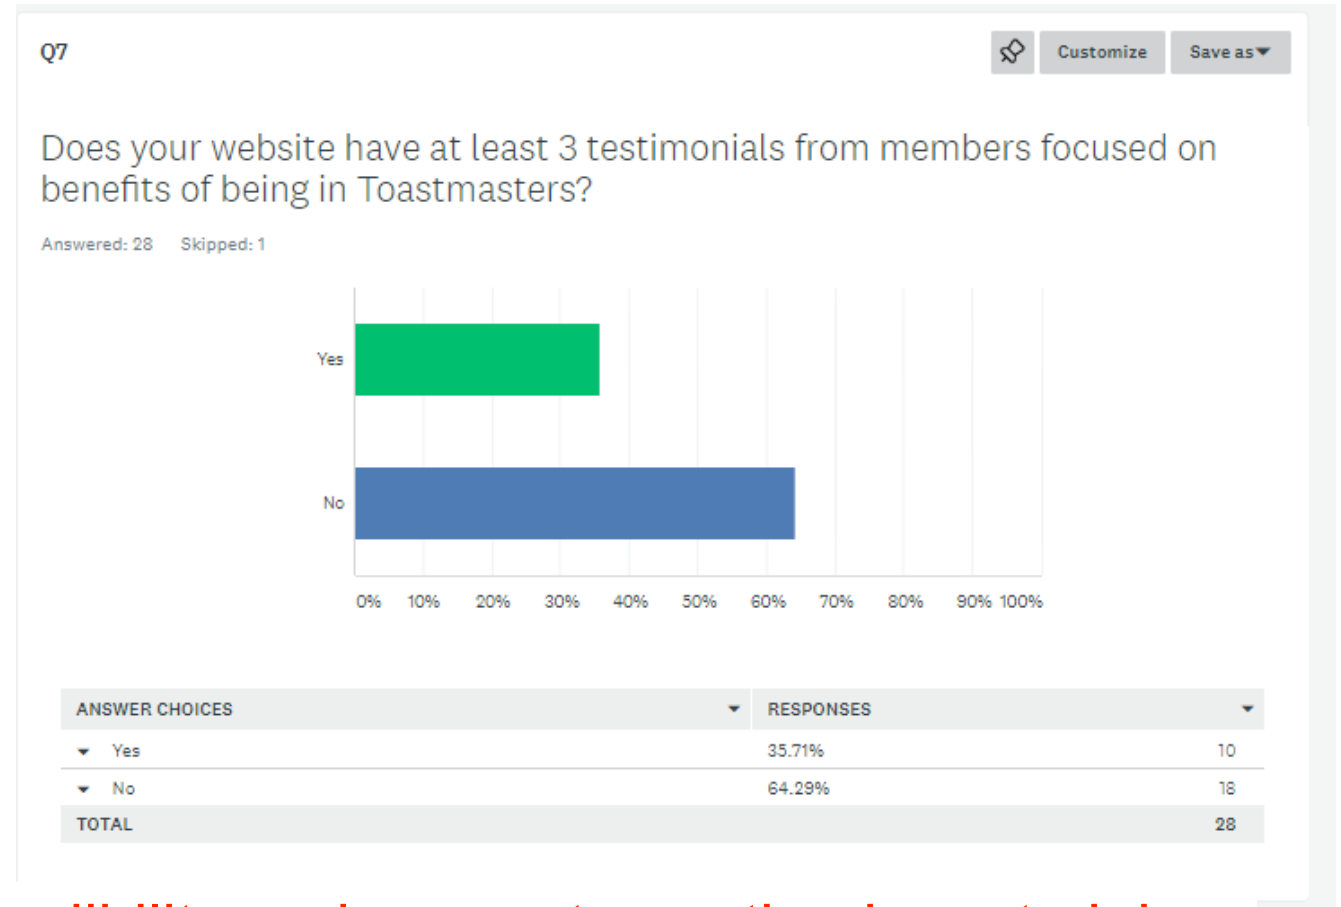 Q7
Customize
Save as
Does your website have at least 3 testimonials from members focused on
benefits of being in Toastmasters?
Answered: 28 Skipped: 1
Yes
No
0% 10% 20% 30% 40% 50% 60% 70% 80% 90% 100%
ANSWER CHOICES RESPONSES
Yes 35.71% 10
No 64.29% 18
TOTAL 28